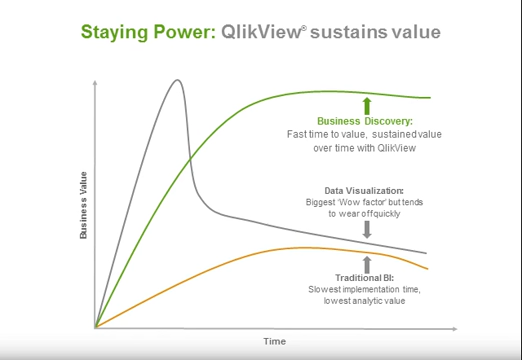 Staying Power: QlikView® sustains value
Business Discovery:
Fast time to value, sustained value
over time with QlikView
Data Visualization:
Biggest ‘Wow factor’ but tends
to wear off quickly
Traditional BI:
Slowest implementation time,
lowest analytic value
Business Value
Time